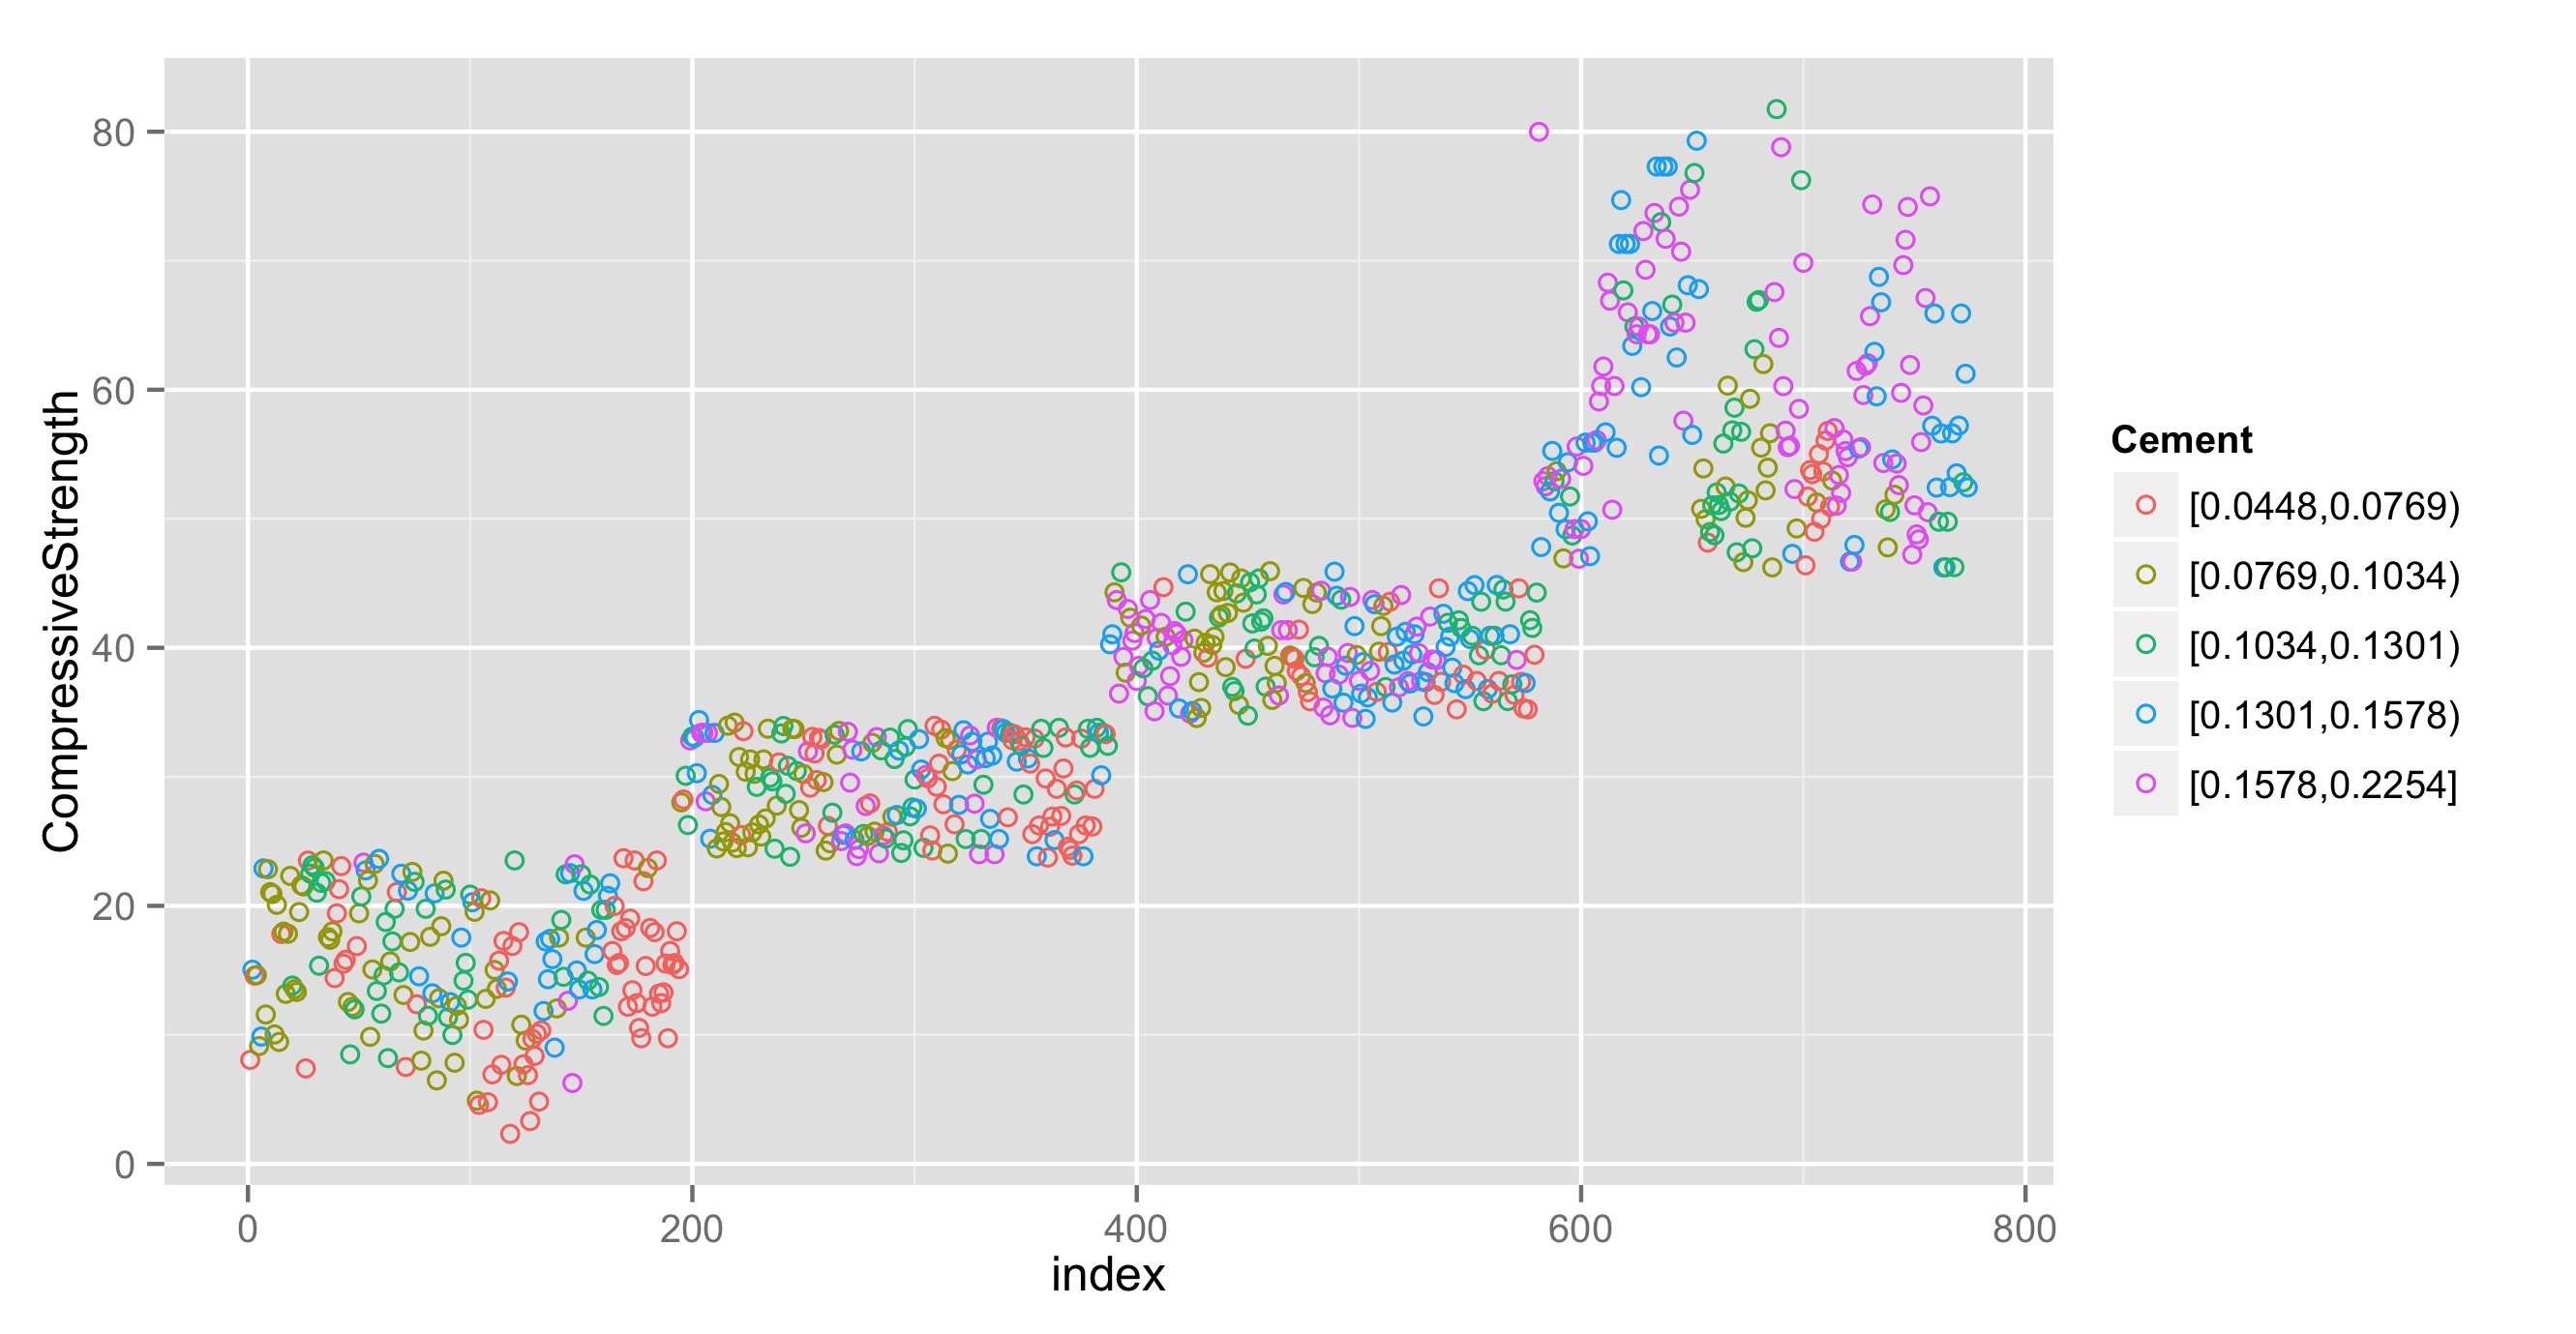 80
60
40
20
0
CompressiveStrength
0 200 400 600 800
index
Cement
[0.0448,0.0769)
[0.0769,0.1034)
[0.1034,0.1301)
[0.1301,0.1578)
[0.1578,0.2254]